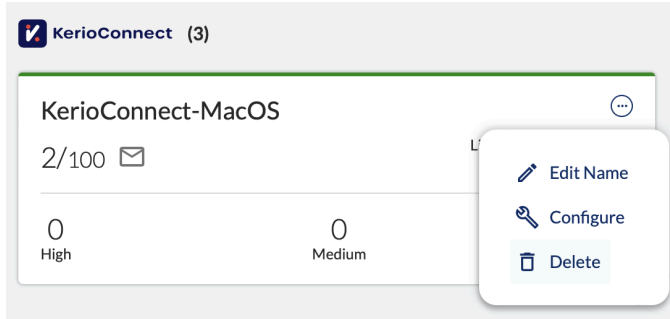 KerioConnect (3)
KerioConnect-MacOS
2/100
Edit Name
Configure
Delete
0
High
0
Medium